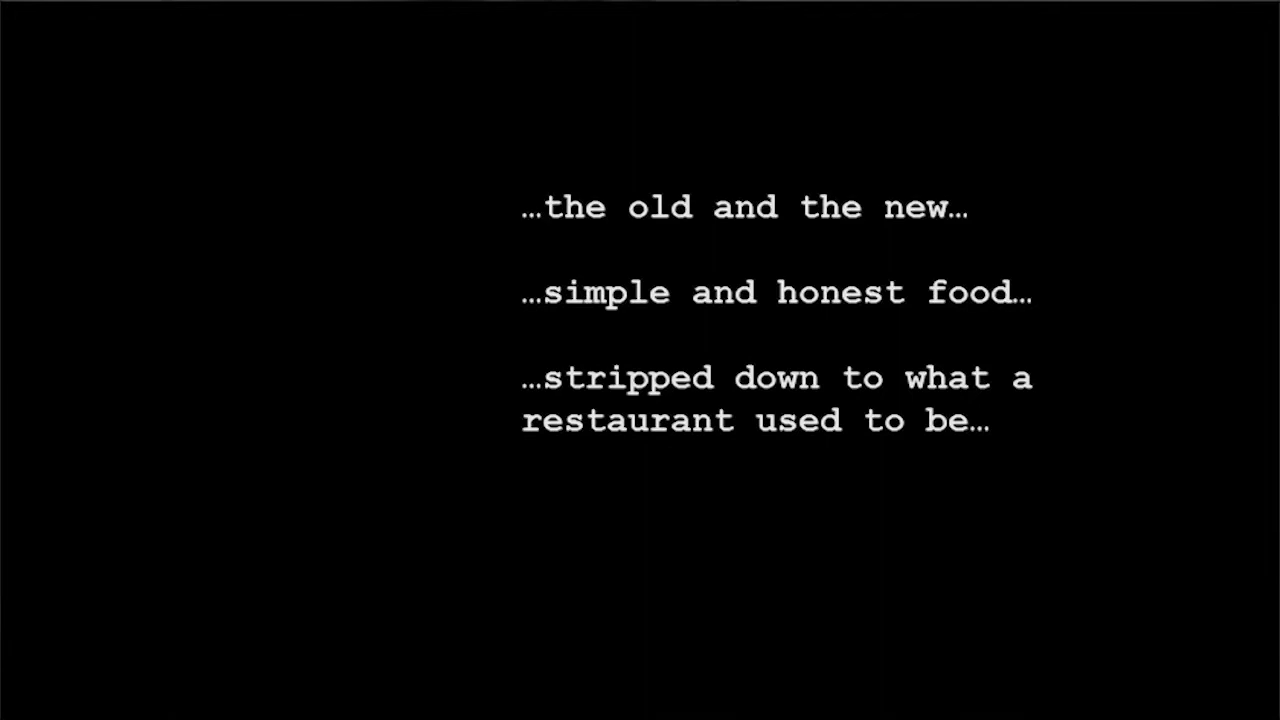 …the old and the new…
…simple and honest food…
…stripped down to what a
restaurant used to be…